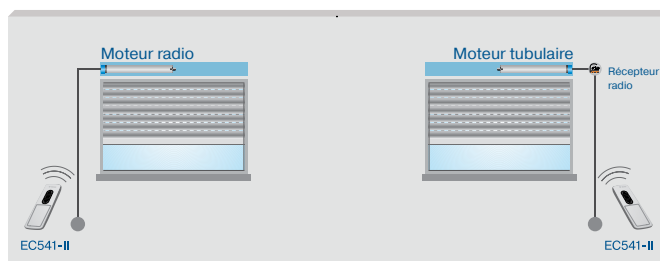 Moteur radio
Moteur tubulaire
Récepteur
radio
EC541-II
EC541-II